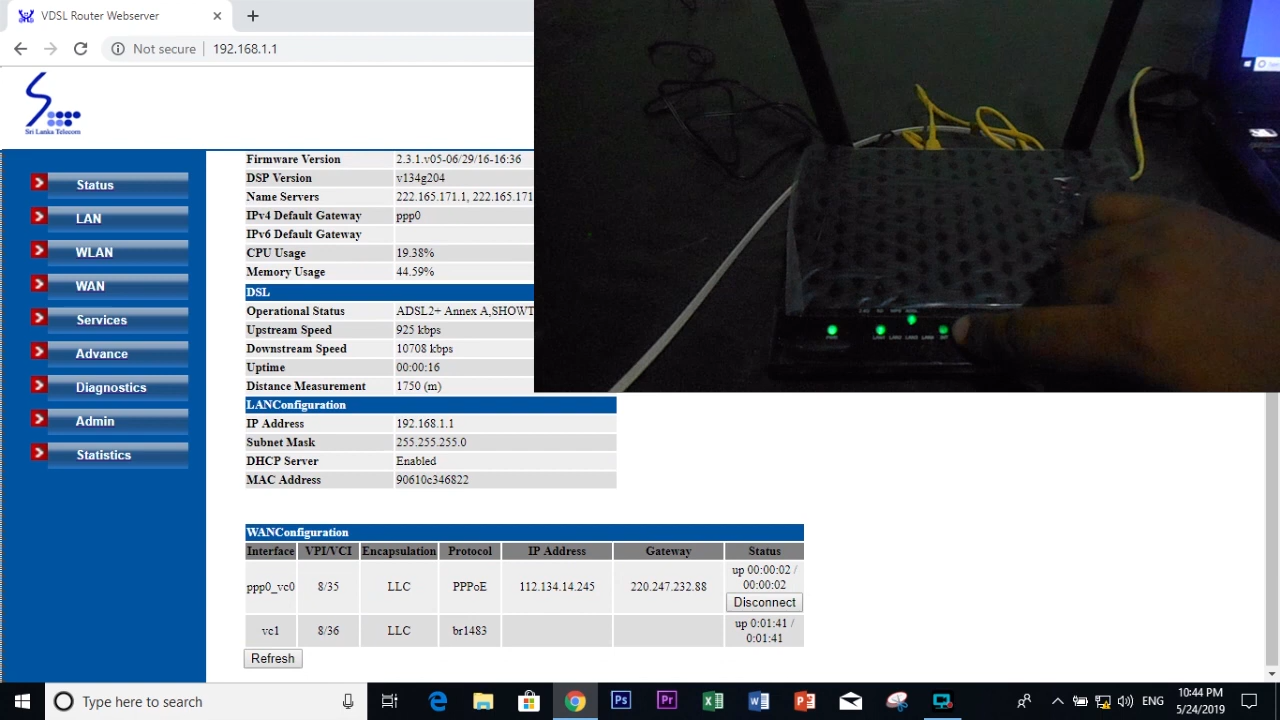 VDSL Router Webserver
Not secure
192.168.1.1
Sri Lanka Telecom
Status
LAN
WLAN
WAN
Services
Advance
Diagnostics
Admin
Statistics
Firmware Version 2.3.1.v05-06/29/16-16:36
DSP Version v134g204
Name Servers 222.165.171.1, 222.165.171
IPv4 Default Gateway ppp0
IPv6 Default Gateway
CPU Usage 19.38%
Memory Usage 44.59%
DSL
Operational Status ADSL2+ Annex A,SHOWT
Upstream Speed 925 kbps
Downstream Speed 10708 kbps
Uptime 00:00:16
Distance Measurement 1750 (m)
LANConfiguration
IP Address 192.168.1.1
Subnet Mask 255.255.255.0
DHCP Server Enabled
MAC Address 90610c346822
WANConfiguration
Interface VPI/VCI Encapsulation Protocol IP Address Gateway Status
ppp0_vc0 8/35 LLC PPPoE 112.134.14.245 220.247.232.88 up 00:00:02 /
00:00:02
Disconnect
vc1 8/36 LLC br1483 up 0:01:41 /
0:01:41
Refresh
Type here to search
ENG
10:44 PM
5/24/2019